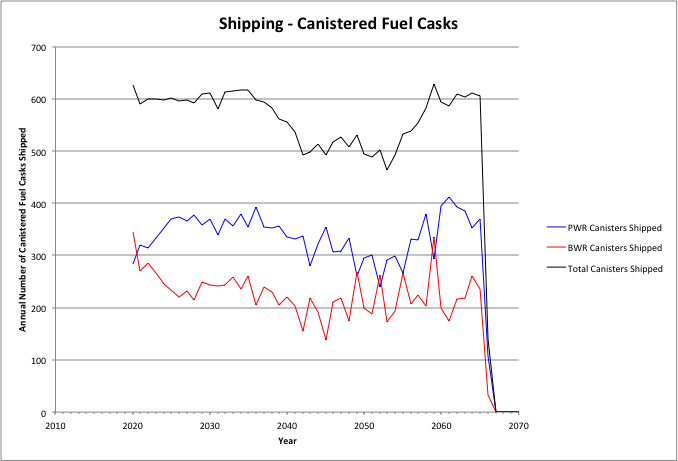 Shipping - Canistered Fuel Casks
Annual Number of Canistered Fuel Casks Shipped
700
600
500
400
300
200
100
0
2010 2020 2030 2040 2050 2060 2070
Year
PWR Canisters Shipped
BWR Canisters Shipped
Total Canisters Shipped